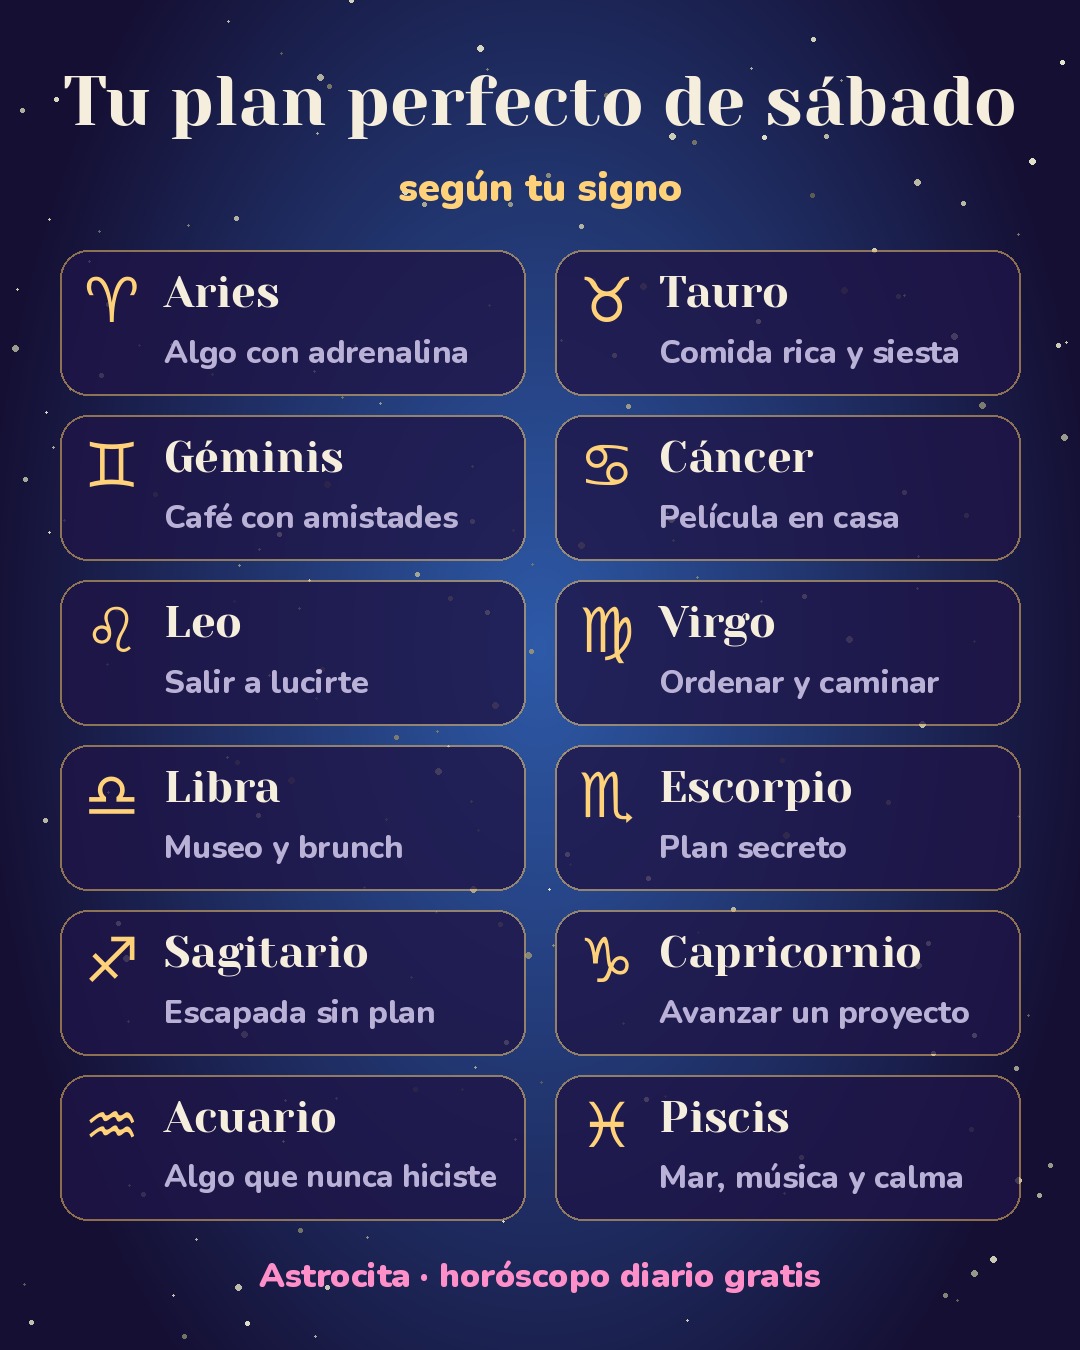 Tu plan perfecto de sábado
según tu signo
♈ Aries
Algo con adrenalina
♉ Tauro
Comida rica y siesta
♊ Géminis
Café con amistades
♋ Cáncer
Película en casa
♌ Leo
Salir a lucirte
♍ Virgo
Ordenar y caminar
♎ Libra
Museo y brunch
♏ Escorpio
Plan secreto
♐ Sagitario
Escapada sin plan
♑ Capricornio
Avanzar un proyecto
♒ Acuario
Algo que nunca hiciste
♓ Piscis
Mar, música y calma
Astrocita · horóscopo diario gratis